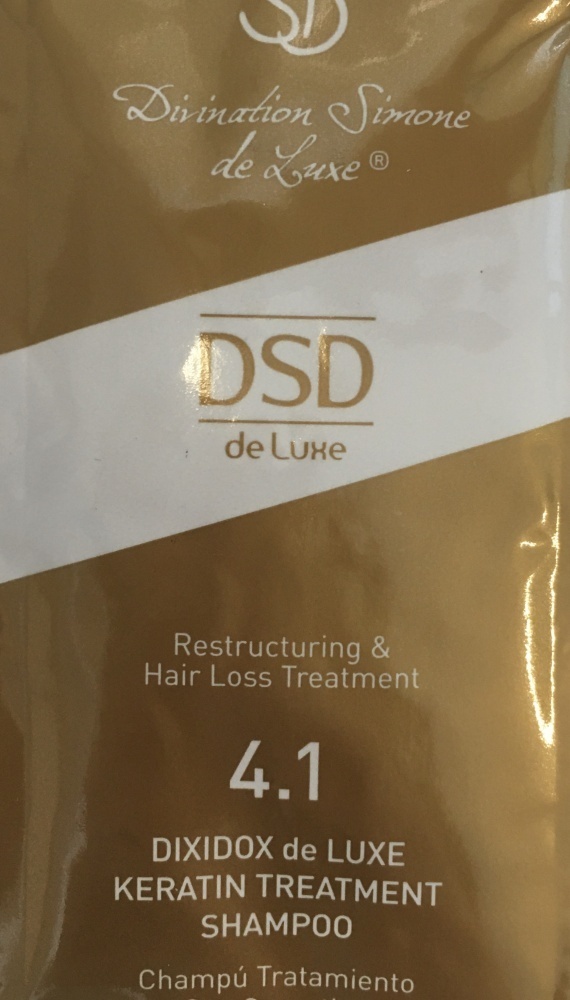 SD
Divination Simone
de Luxe ®
DSD
de Luxe
Restructuring &
Hair Loss Treatment
4.1
DIXIDOX de LUXE
KERATIN TREATMENT
SHAMPOO
Champú Tratamiento